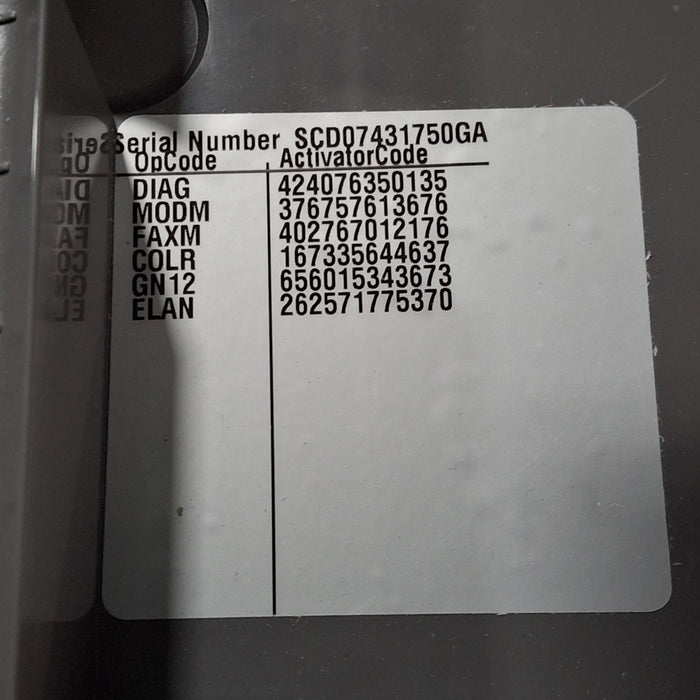 Serial Number SCD07431750GA
OpCode ActivatorCode
DIAG 424076350135
MODM 376757613676
FAXM 402767012176
COLR 167335644637
GN12 656015343673
ELAN 262571775370